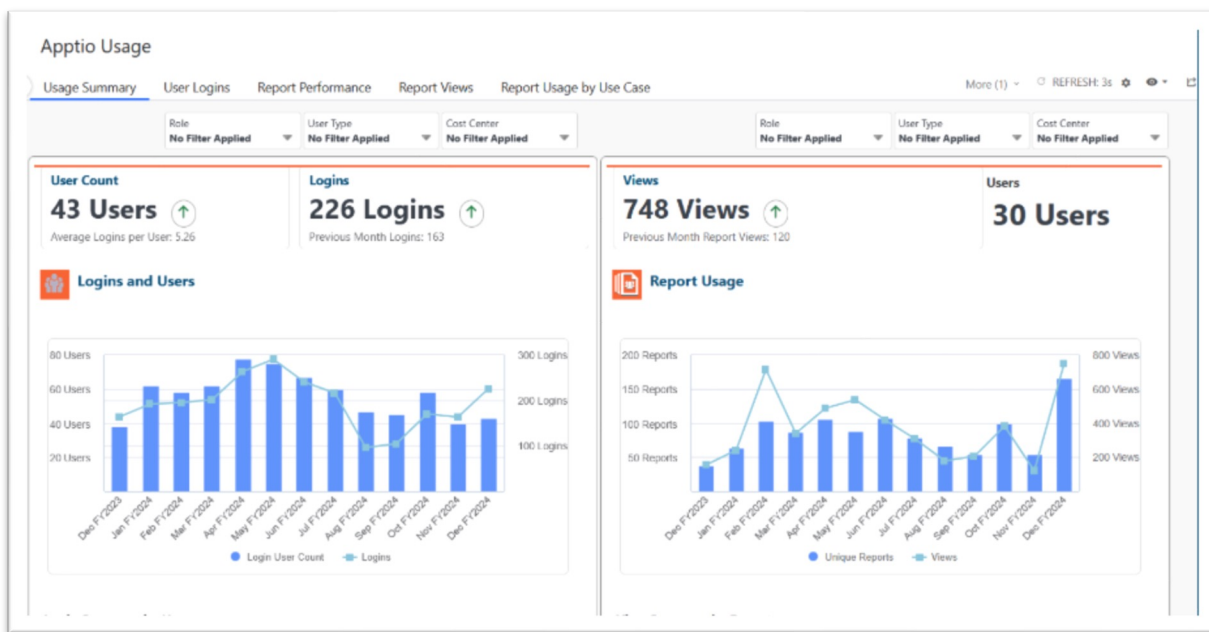 Apptio Usage
Usage Summary User Logins Report Performance Report Views Report Usage by Use Case More (1) REFRESH: 3s
Role User Type Cost Center
No Filter Applied No Filter Applied No Filter Applied
Role User Type Cost Center
No Filter Applied No Filter Applied No Filter Applied
User Count Logins
43 Users 226 Logins
Average Logins per User: 5.26 Previous Month Logins: 163
Logins and Users
80 Users 300 Logins
60 Users 200 Logins
40 Users
20 Users 100 Logins
Dec FY2023 Jan FY2024 Feb FY2024 Mar FY2024 Apr FY2024 May FY2024 Jun FY2024 Jul FY2024 Aug FY2024 Sep FY2024 Oct FY2024 Nov FY2024 Dec FY2024
Login User Count Logins
Views Users
748 Views 30 Users
Previous Month Report Views: 120
Report Usage
200 Reports 800 Views
150 Reports 600 Views
100 Reports 400 Views
50 Reports 200 Views
Dec FY2023 Jan FY2024 Feb FY2024 Mar FY2024 Apr FY2024 May FY2024 Jun FY2024 Jul FY2024 Aug FY2024 Sep FY2024 Oct FY2024 Nov FY2024 Dec FY2024
Unique Reports Views